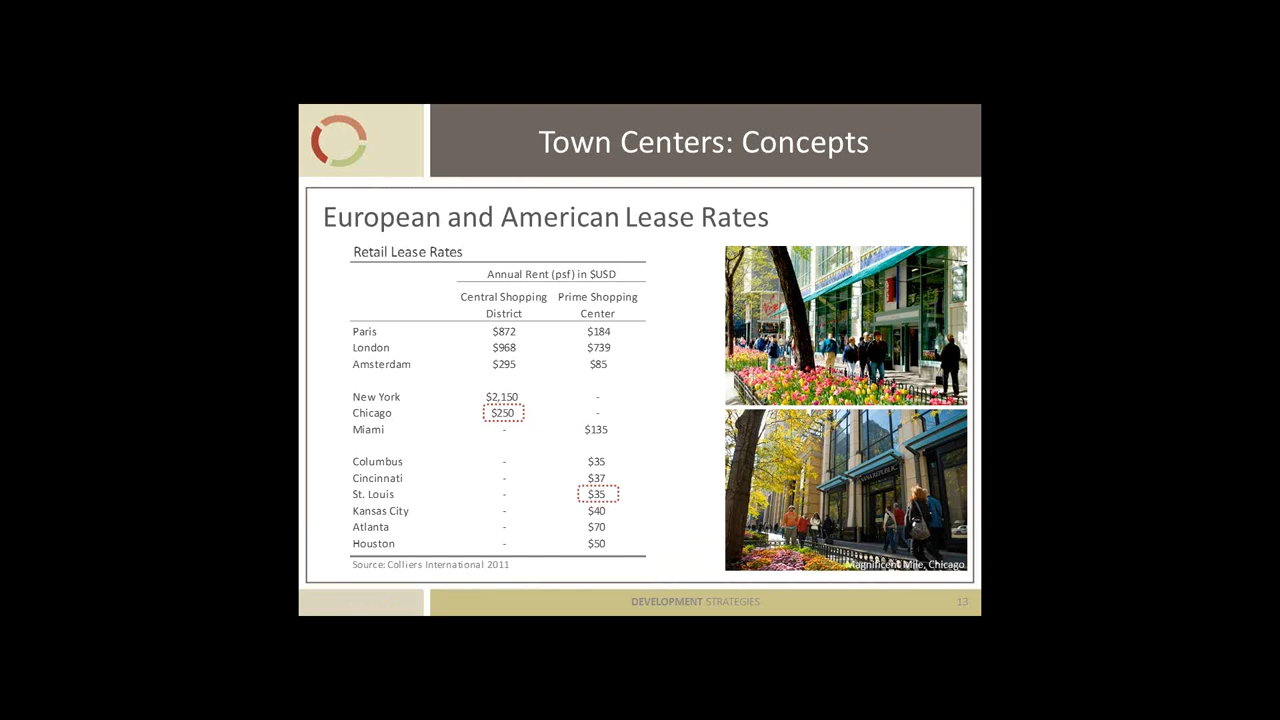 Town Centers: Concepts
European and American Lease Rates
Retail Lease Rates
Annual Rent (psf) in $USD
Central Shopping District Prime Shopping Center
Paris $872 $184
London $968 $739
Amsterdam $295 $85
New York $2,150 -
Chicago $250 -
Miami - $135
Columbus - $35
Cincinnati - $37
St. Louis - $35
Kansas City - $40
Atlanta - $70
Houston - $50
Source: Colliers International 2011
BANANA REPUBLIC
Magnificent Mile, Chicago
DEVELOPMENT STRATEGIES 13